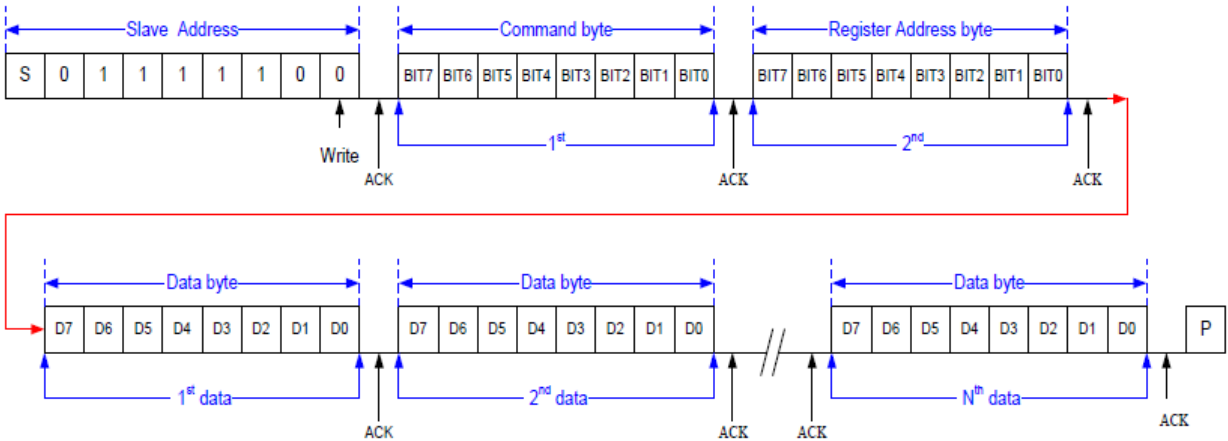 Slave Address Command byte Register Address byte
S 0 1 1 1 1 1 0 0 BIT7 BIT6 BIT5 BIT4 BIT3 BIT2 BIT1 BIT0 BIT7 BIT6 BIT5 BIT4 BIT3 BIT2 BIT1 BIT0
1st 2nd
Write
ACK ACK ACK
Data byte Data byte Data byte
D7 D6 D5 D4 D3 D2 D1 D0 D7 D6 D5 D4 D3 D2 D1 D0 // D7 D6 D5 D4 D3 D2 D1 D0 P
1st data 2nd data Nth data
ACK ACK ACK ACK